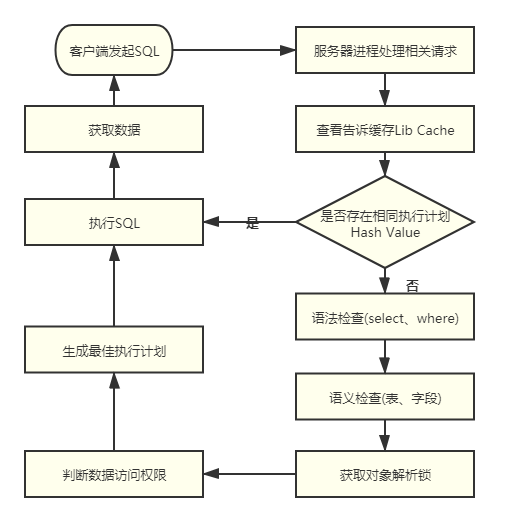 客户端发起SQL
服务器进程处理相关请求
查看告诉缓存Lib Cache
是否存在相同执行计划
Hash Value
是
否
语法检查(select、where)
语义检查(表、字段)
获取对象解析锁
判断数据访问权限
生成最佳执行计划
执行SQL
获取数据